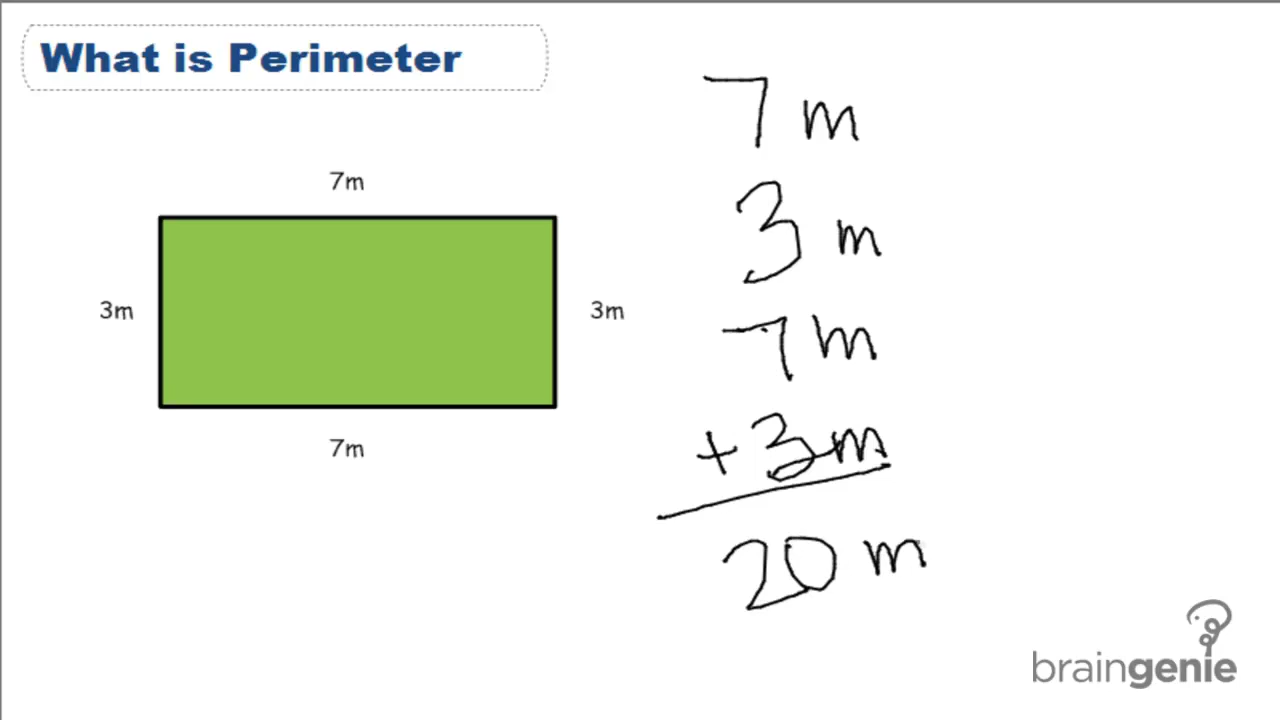 What is Perimeter
7m
3m
3m
7m
7 m
3 m
7 m
+ 3 m
20 m
braingenie